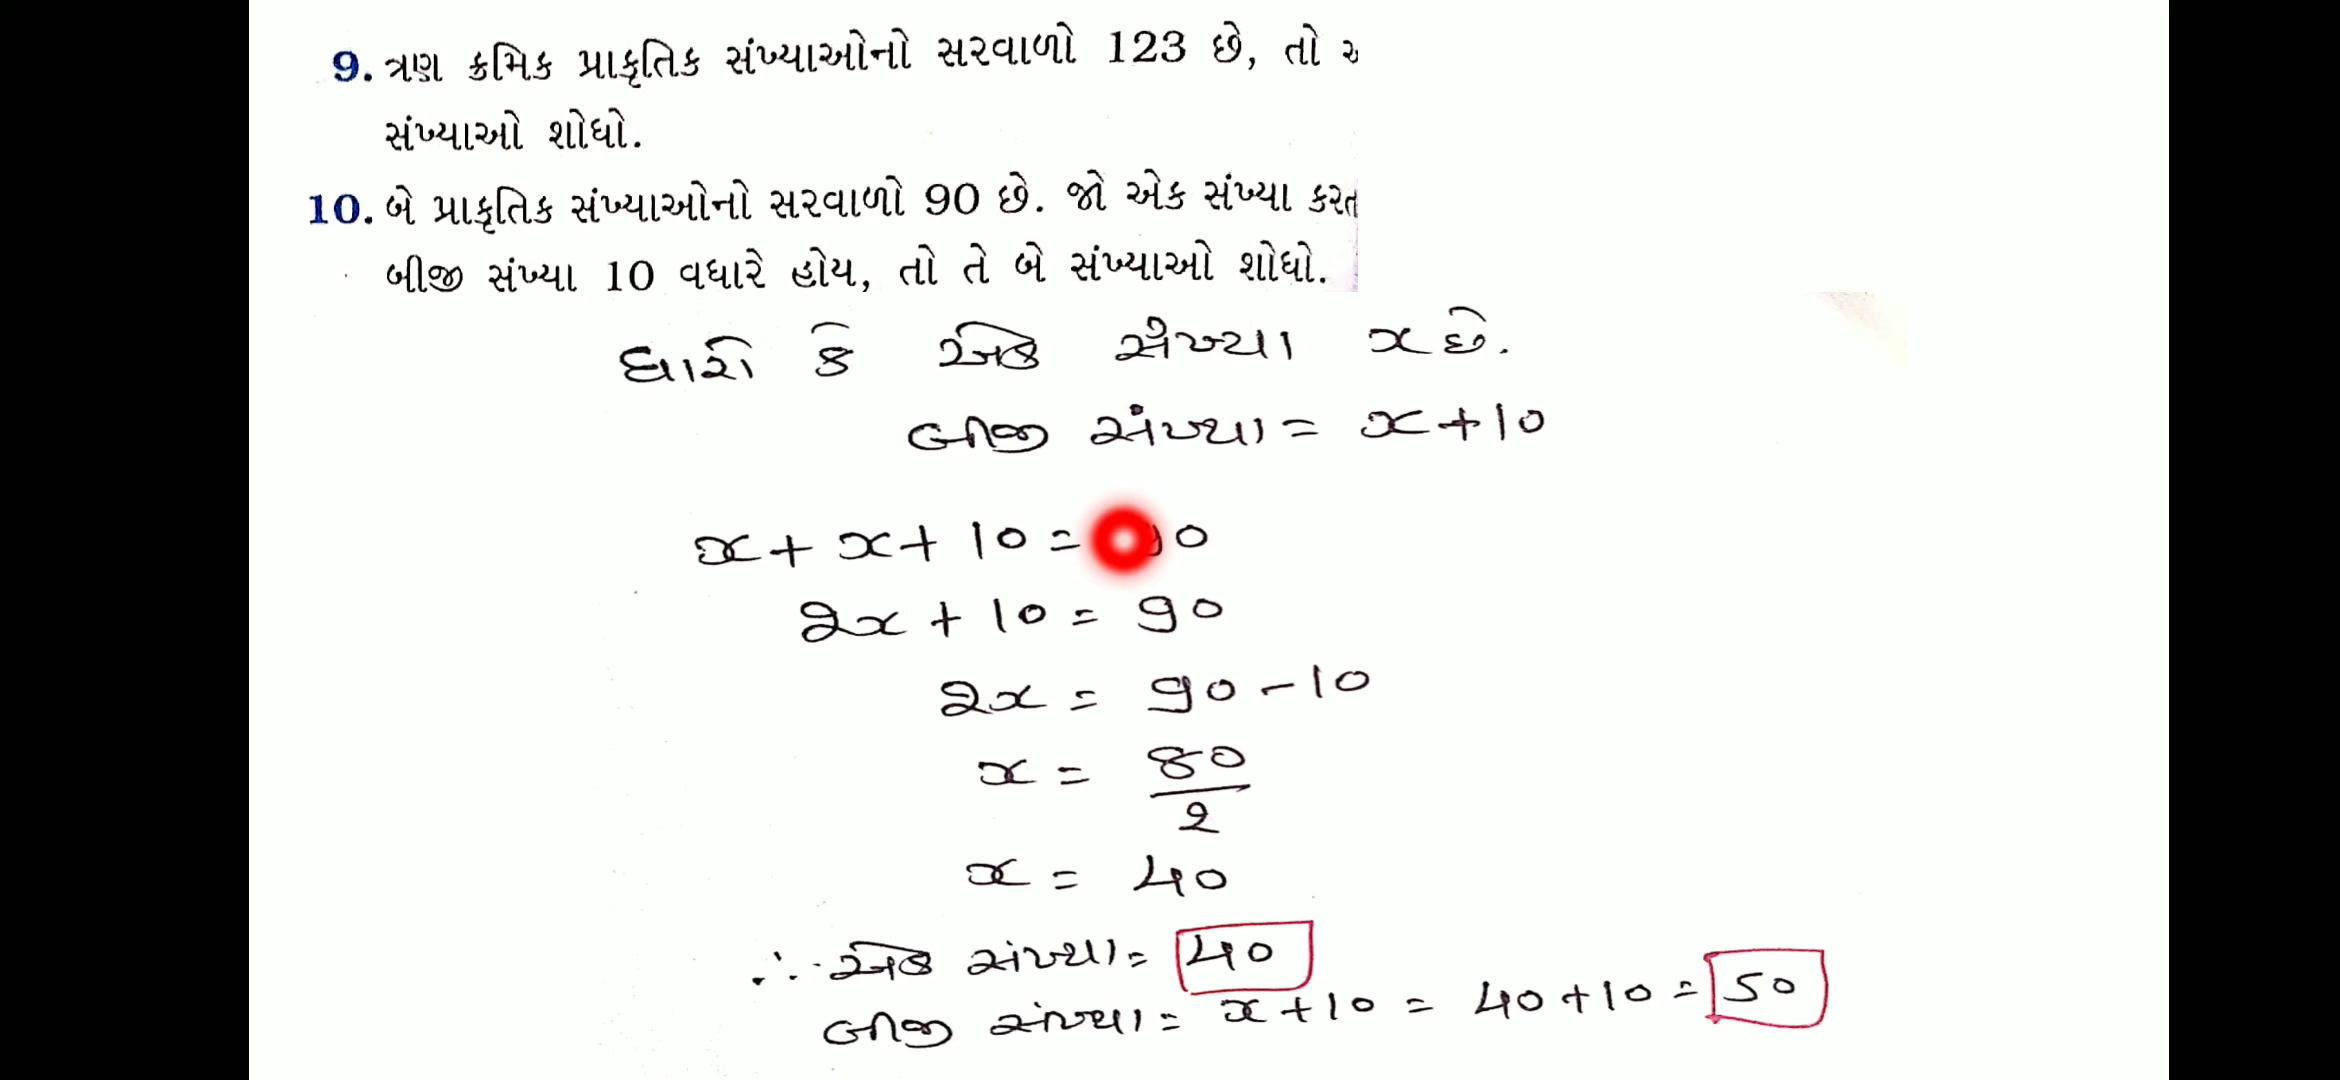 9. ત્રણ ક્રમિક પ્રાકૃતિક સંખ્યાઓનો સરવાળો 123 છે, તો
સંખ્યાઓ શોધો.
10. બે પ્રાકૃતિક સંખ્યાઓનો સરવાળો 90 છે. જો એક સંખ્યા કરત
બીજી સંખ્યા 10 વધારે હોય, તો તે બે સંખ્યાઓ શોધો.
ધારો કે એક સંખ્યા x છે.
બીજી સંખ્યા = x + 10
x + x + 10 = 90
2x + 10 = 90
2x = 90 - 10
x = 80
2
x = 40
∴ એક સંખ્યા = 40
બીજી સંખ્યા = x + 10 = 40 + 10 = 50